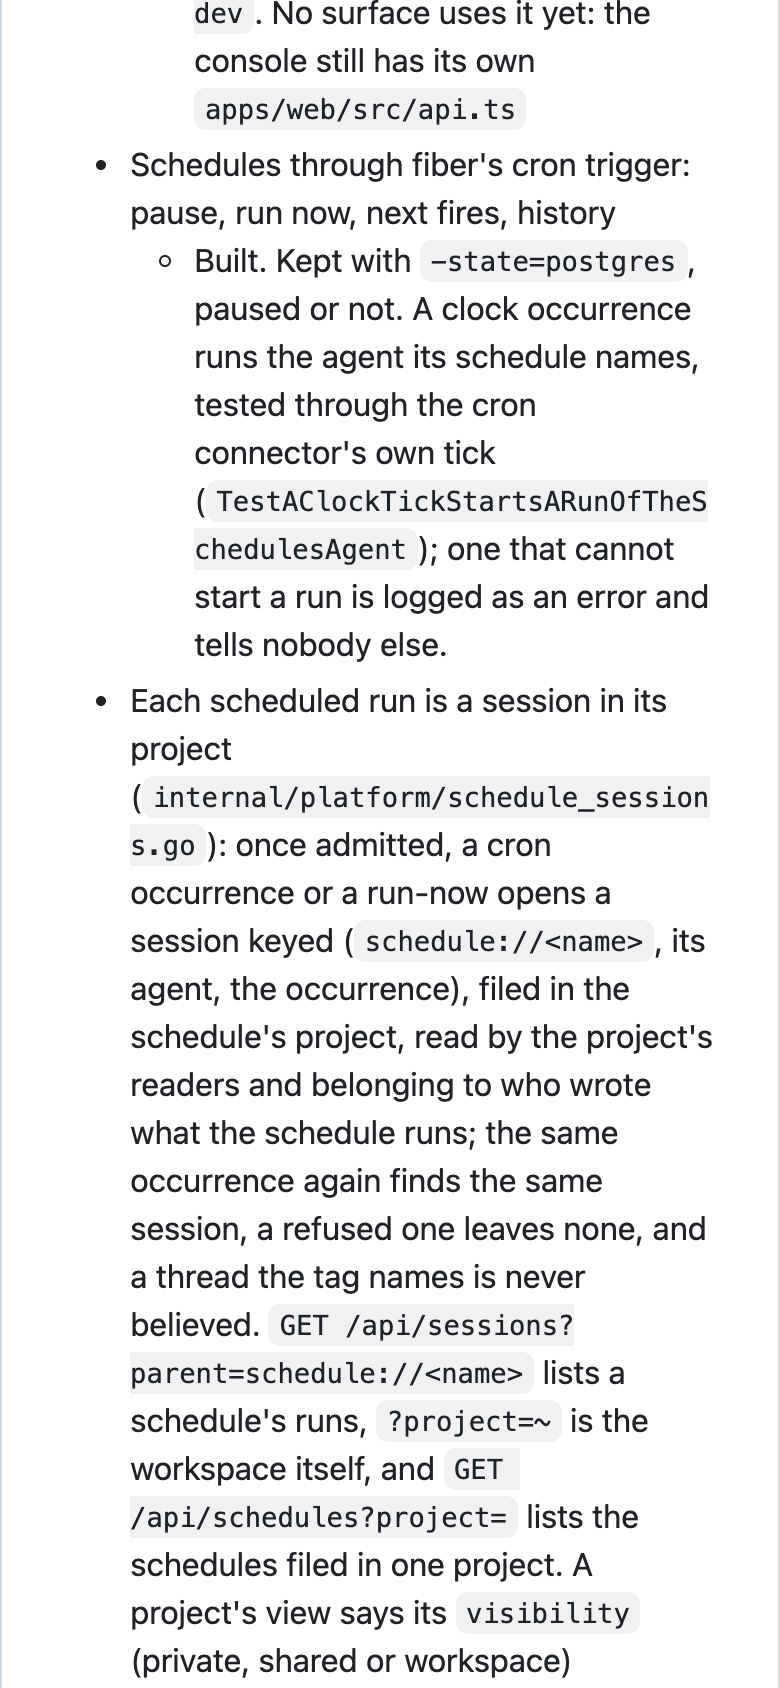 dev . No surface uses it yet: the
console still has its own
apps/web/src/api.ts
• Schedules through fiber's cron trigger:
pause, run now, next fires, history
◦ Built. Kept with -state=postgres ,
paused or not. A clock occurrence
runs the agent its schedule names,
tested through the cron
connector's own tick
( TestAClockTickStartsARunOfTheS
chedulesAgent ); one that cannot
start a run is logged as an error and
tells nobody else.
• Each scheduled run is a session in its
project
( internal/platform/schedule_session
s.go ): once admitted, a cron
occurrence or a run-now opens a
session keyed ( schedule://<name> , its
agent, the occurrence), filed in the
schedule's project, read by the project's
readers and belonging to who wrote
what the schedule runs; the same
occurrence again finds the same
session, a refused one leaves none, and
a thread the tag names is never
believed. GET /api/sessions?
parent=schedule://<name> lists a
schedule's runs, ?project=~ is the
workspace itself, and GET
/api/schedules?project= lists the
schedules filed in one project. A
project's view says its visibility
(private, shared or workspace)